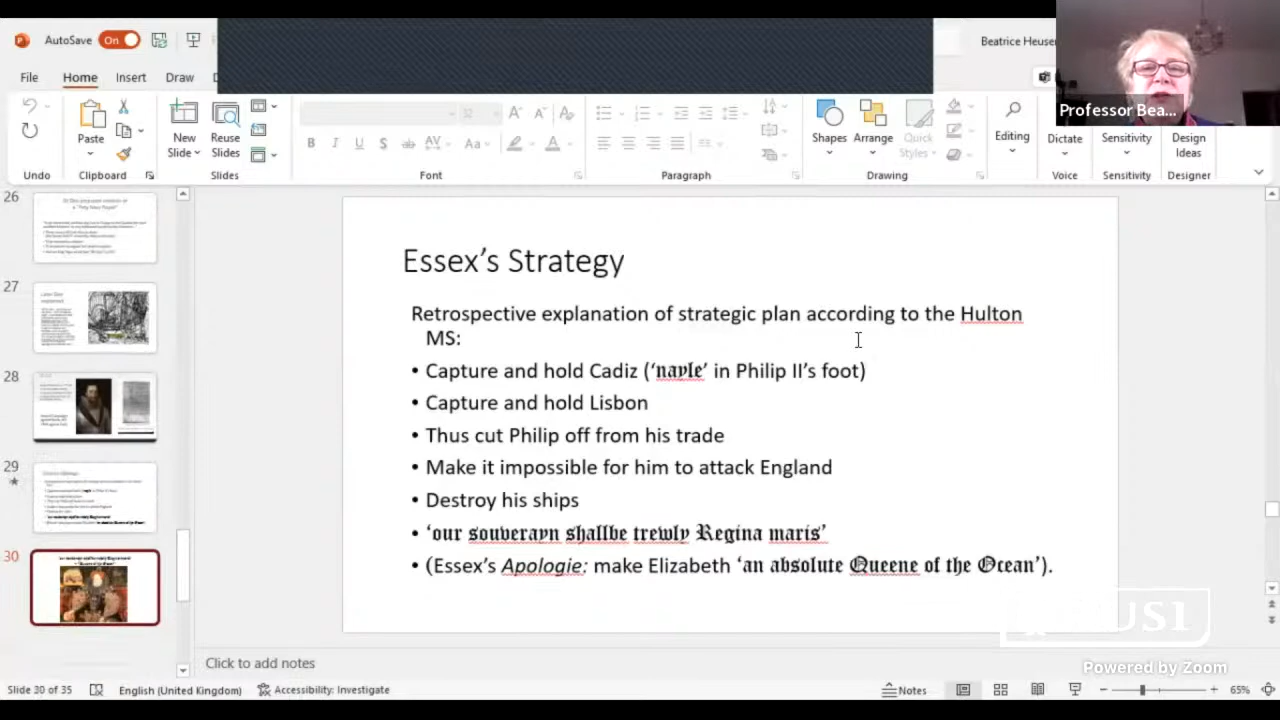 AutoSave On
Beatrice Heuser
File Home Insert Draw
Paste New Slide Reuse Slides Shapes Arrange Quick Styles Editing Dictate Sensitivity Design Ideas
Undo Clipboard Slides Font Paragraph Drawing Voice Sensitivity Designer
Professor Bea...
26
27
28
29
30
Essex's Strategy
Retrospective explanation of strategic plan according to the Hulton
MS:
• Capture and hold Cadiz ('nayle' in Philip II's foot)
• Capture and hold Lisbon
• Thus cut Philip off from his trade
• Make it impossible for him to attack England
• Destroy his ships
• 'our souverayn shallbe trewly Regina maris'
• (Essex's Apologie: make Elizabeth 'an absolute Queene of the Ocean').
Click to add notes
Powered by Zoom
Slide 30 of 35 English (United Kingdom) Accessibility: Investigate Notes 65%